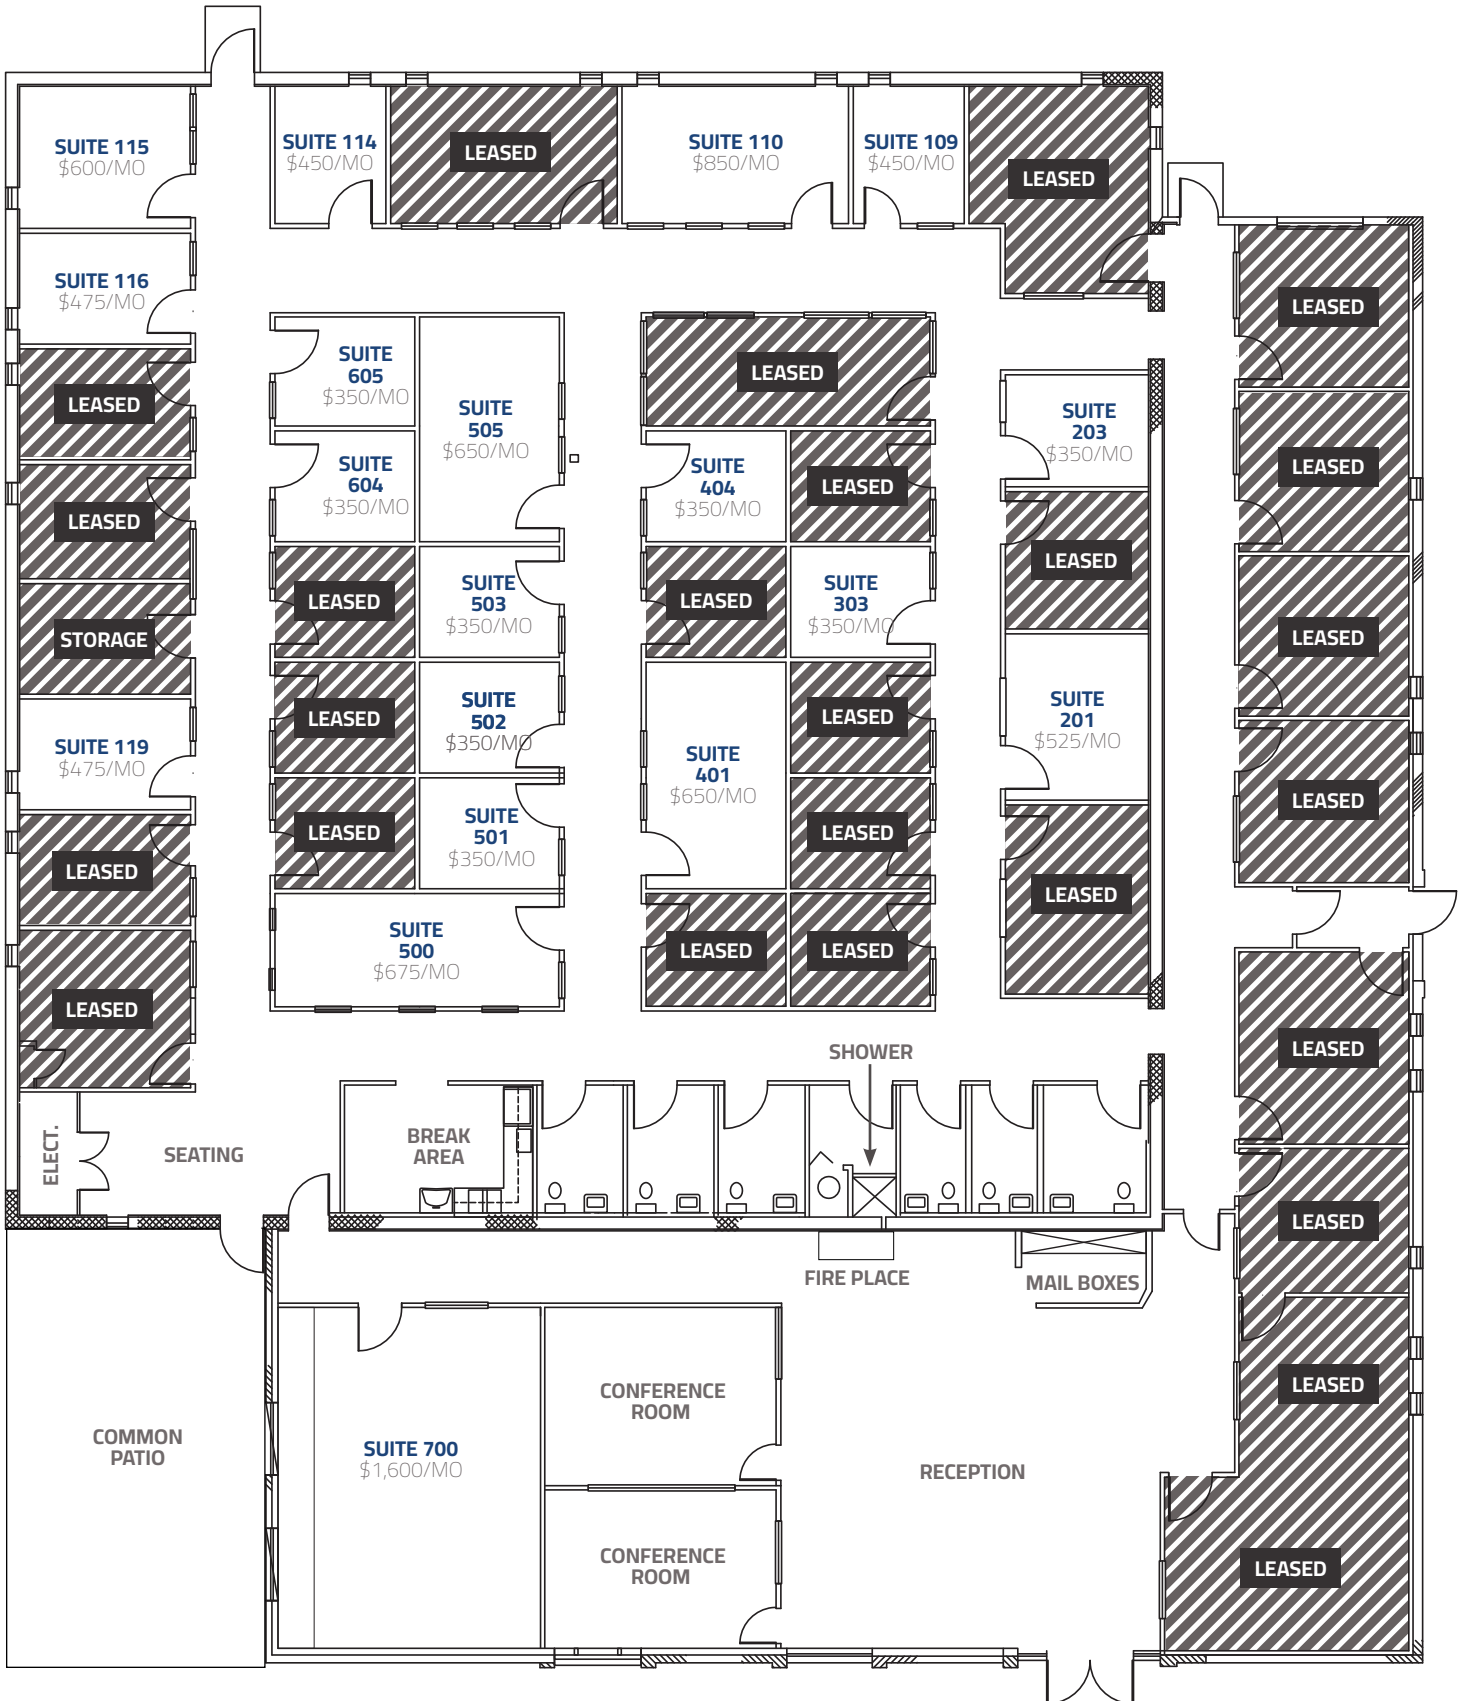 SUITE 115
$600/MO
SUITE 114
$450/MO
LEASED
SUITE 110
$850/MO
SUITE 109
$450/MO
LEASED
SUITE 116
$475/MO
LEASED
LEASED
STORAGE
SUITE 119
$475/MO
LEASED
LEASED
SUITE
605
$350/MO
SUITE
604
$350/MO
SUITE
505
$650/MO
LEASED
SUITE
503
$350/MO
LEASED
SUITE
502
$350/MO
LEASED
SUITE
501
$350/MO
SUITE
500
$675/MO
LEASED
SUITE
404
$350/MO
LEASED
LEASED
SUITE
303
$350/MO
SUITE
401
$650/MO
LEASED
LEASED
LEASED
LEASED
SUITE
203
$350/MO
LEASED
SUITE
201
$525/MO
LEASED
LEASED
LEASED
LEASED
LEASED
LEASED
LEASED
LEASED
LEASED
ELECT.
SEATING
BREAK
AREA
SHOWER
FIRE PLACE
MAIL BOXES
COMMON
PATIO
SUITE 700
$1,600/MO
CONFERENCE
ROOM
CONFERENCE
ROOM
RECEPTION